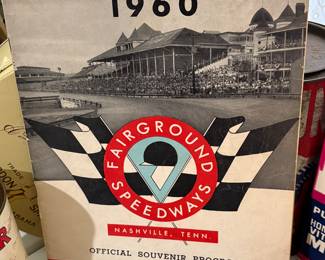 1960
FAIRGROUND
SPEEDWAYS
NASHVILLE, TENN.
OFFICIAL SOUVENIR